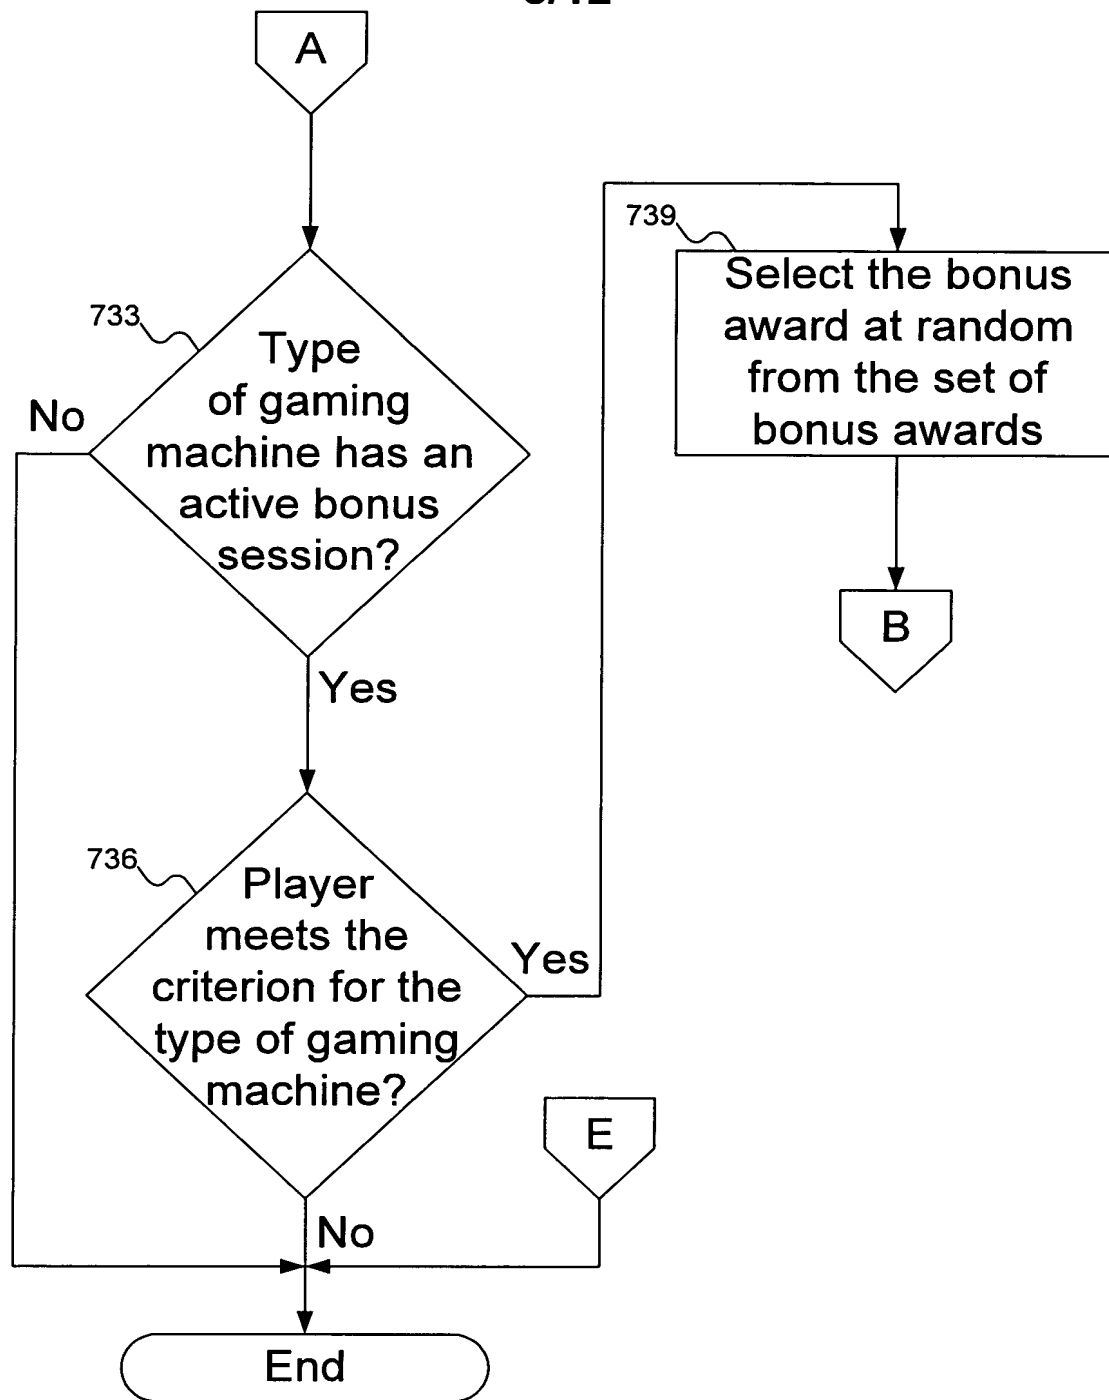 A
733
Type
of gaming
machine has an
active bonus
session?
No
Yes
739
Select the bonus
award at random
from the set of
bonus awards
B
736
Player
meets the
criterion for the
type of gaming
machine?
Yes
E
No
End